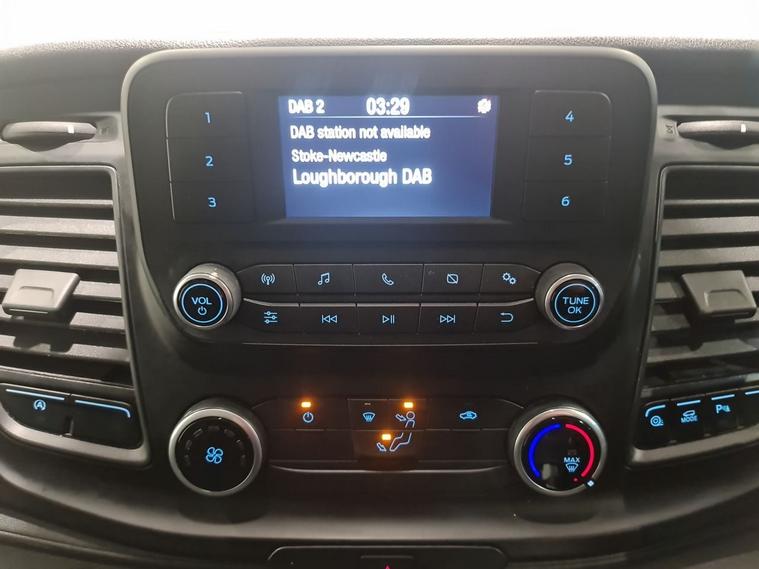 DAB 2 03:29
DAB station not available
Stoke-Newcastle
Loughborough DAB
1
2
3
4
5
6
VOL
TUNE
OK
A
MODE
P
MAX